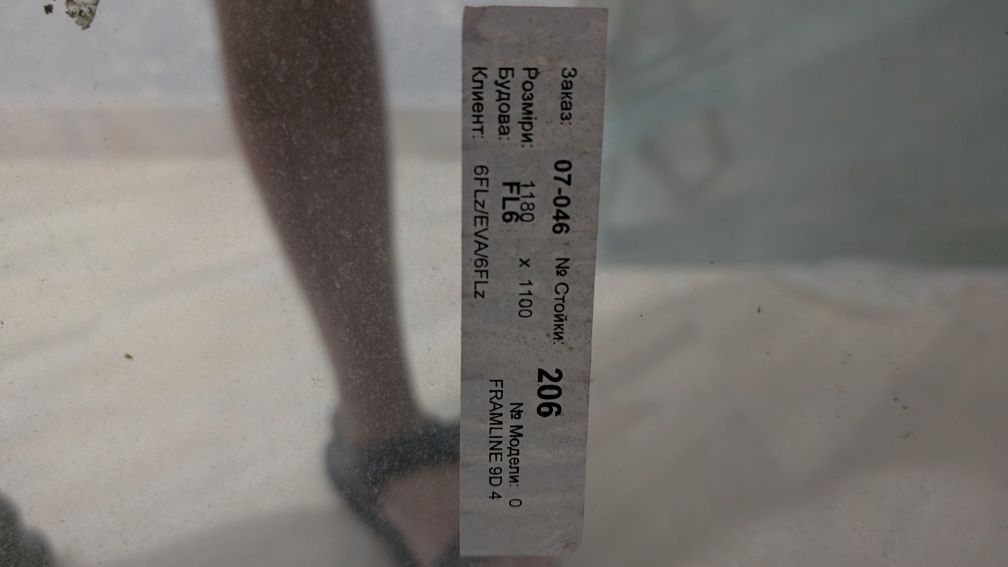 Заказ: 07-046 № Стойки: 206
Розміри: 1180 x 1100 № Модели: 0
Будова: FL6 FRAMLINE 9D 4
Клиент: 6FLz/EVA/6FLz